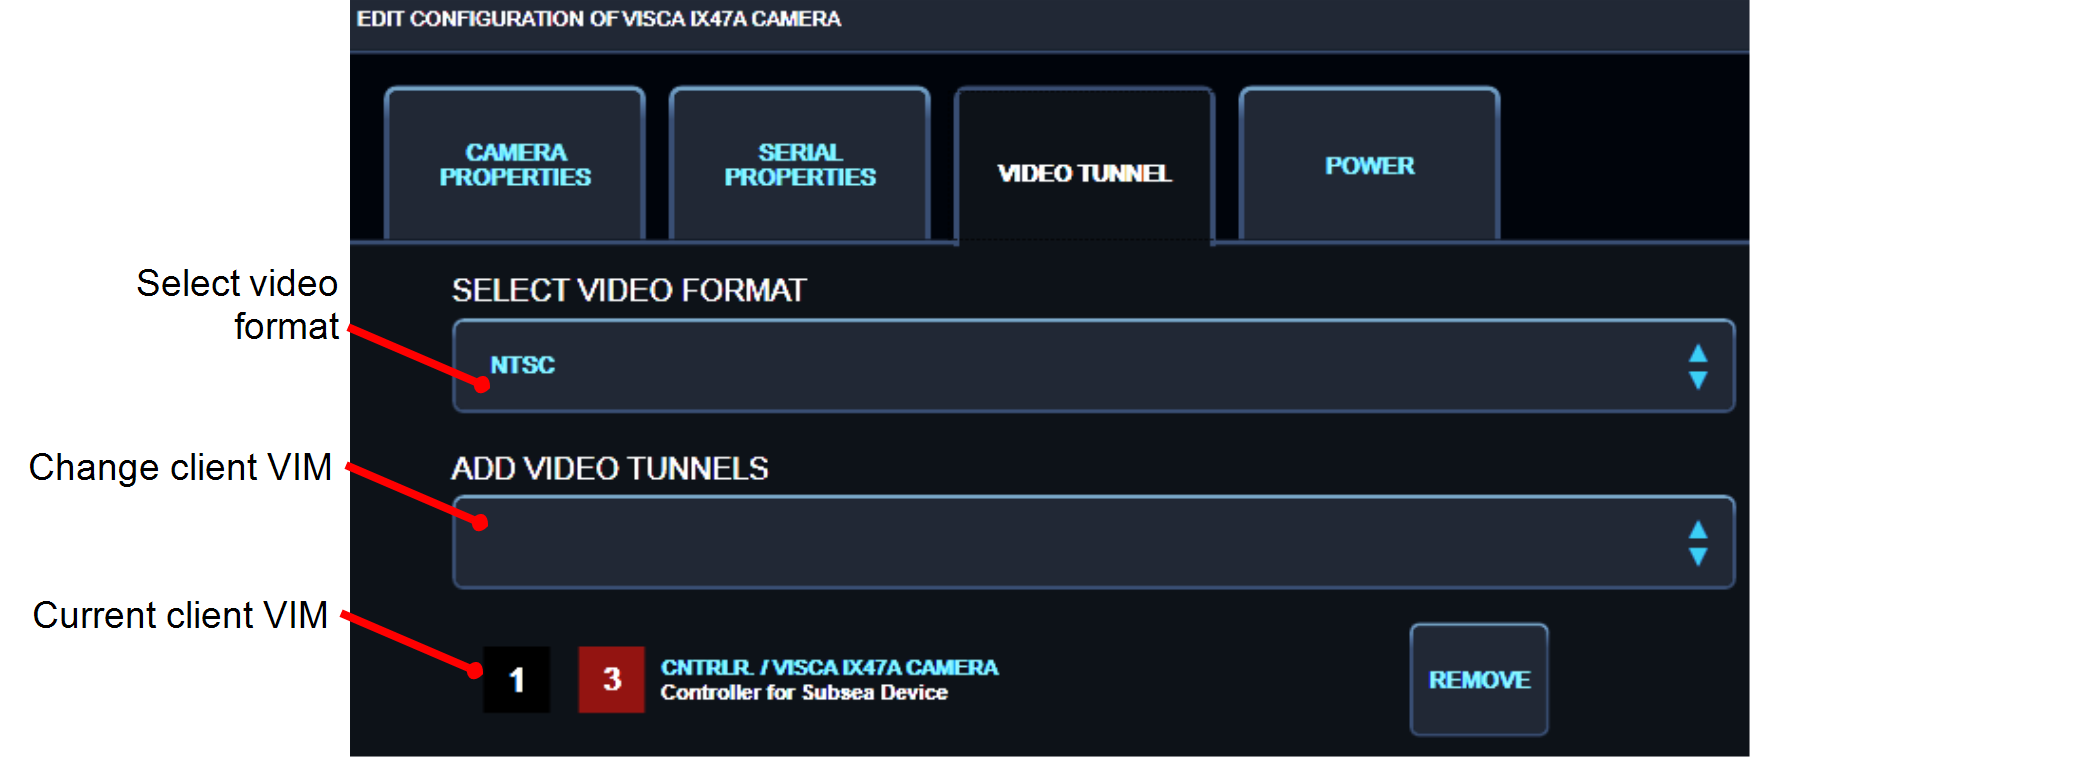 EDIT CONFIGURATION OF VISCA IX47A CAMERA
CAMERA
PROPERTIES
SERIAL
PROPERTIES
VIDEO TUNNEL
POWER
Select video
format
SELECT VIDEO FORMAT
NTSC
Change client VIM
ADD VIDEO TUNNELS
Current client VIM
1
3
CNTRLR. / VISCA IX47A CAMERA
Controller for Subsea Device
REMOVE